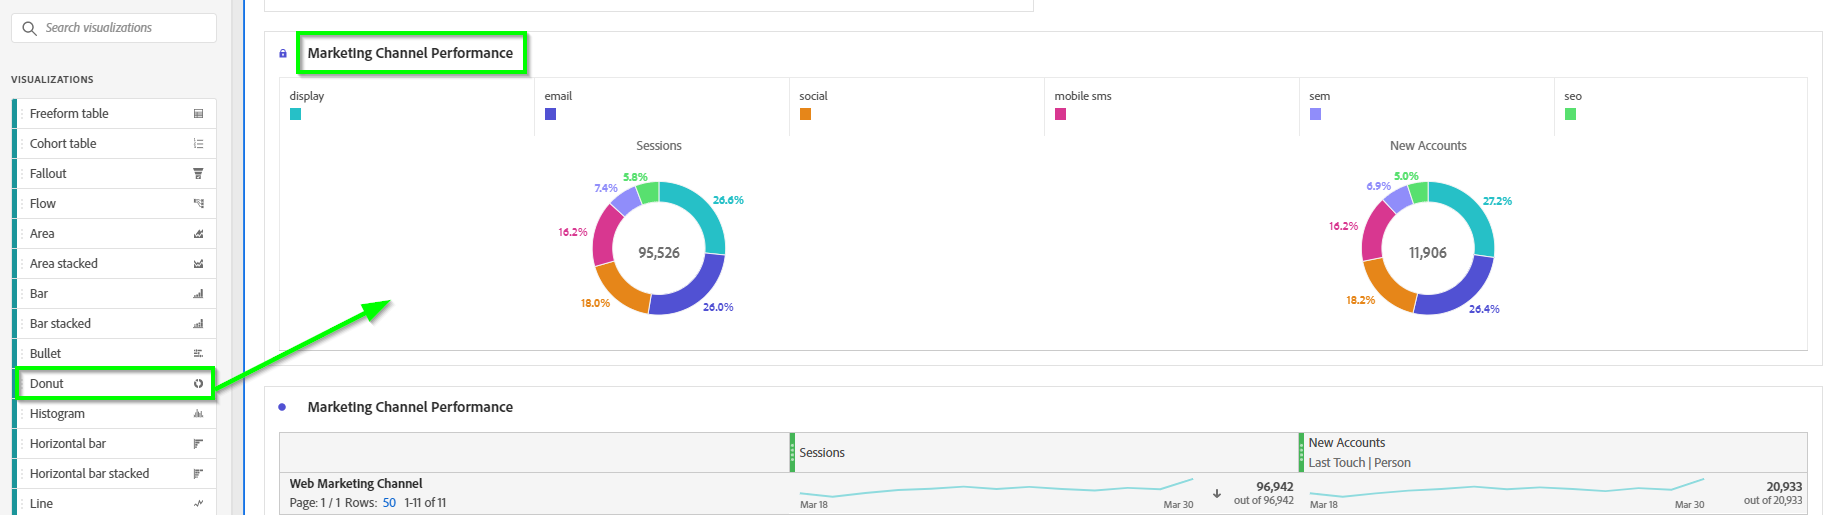 Search visualizations
VISUALIZATIONS
Freeform table
Cohort table
Fallout
Flow
Area
Area stacked
Bar
Bar stacked
Bullet
Donut
Histogram
Horizontal bar
Horizontal bar stacked
Line
Marketing Channel Performance
display
email
social
mobile sms
sem
seo
Sessions
5.8%
7.4%
26.6%
16.2%
95,526
18.0%
26.0%
New Accounts
5.0%
6.9%
27.2%
16.2%
11,906
18.2%
26.4%
Marketing Channel Performance
Sessions
New Accounts
Last Touch | Person
Web Marketing Channel
Page: 1 / 1 Rows: 50 1-11 of 11
Mar 18
Mar 30
96,942
out of 96,942
Mar 18
Mar 30
20,933
out of 20,933